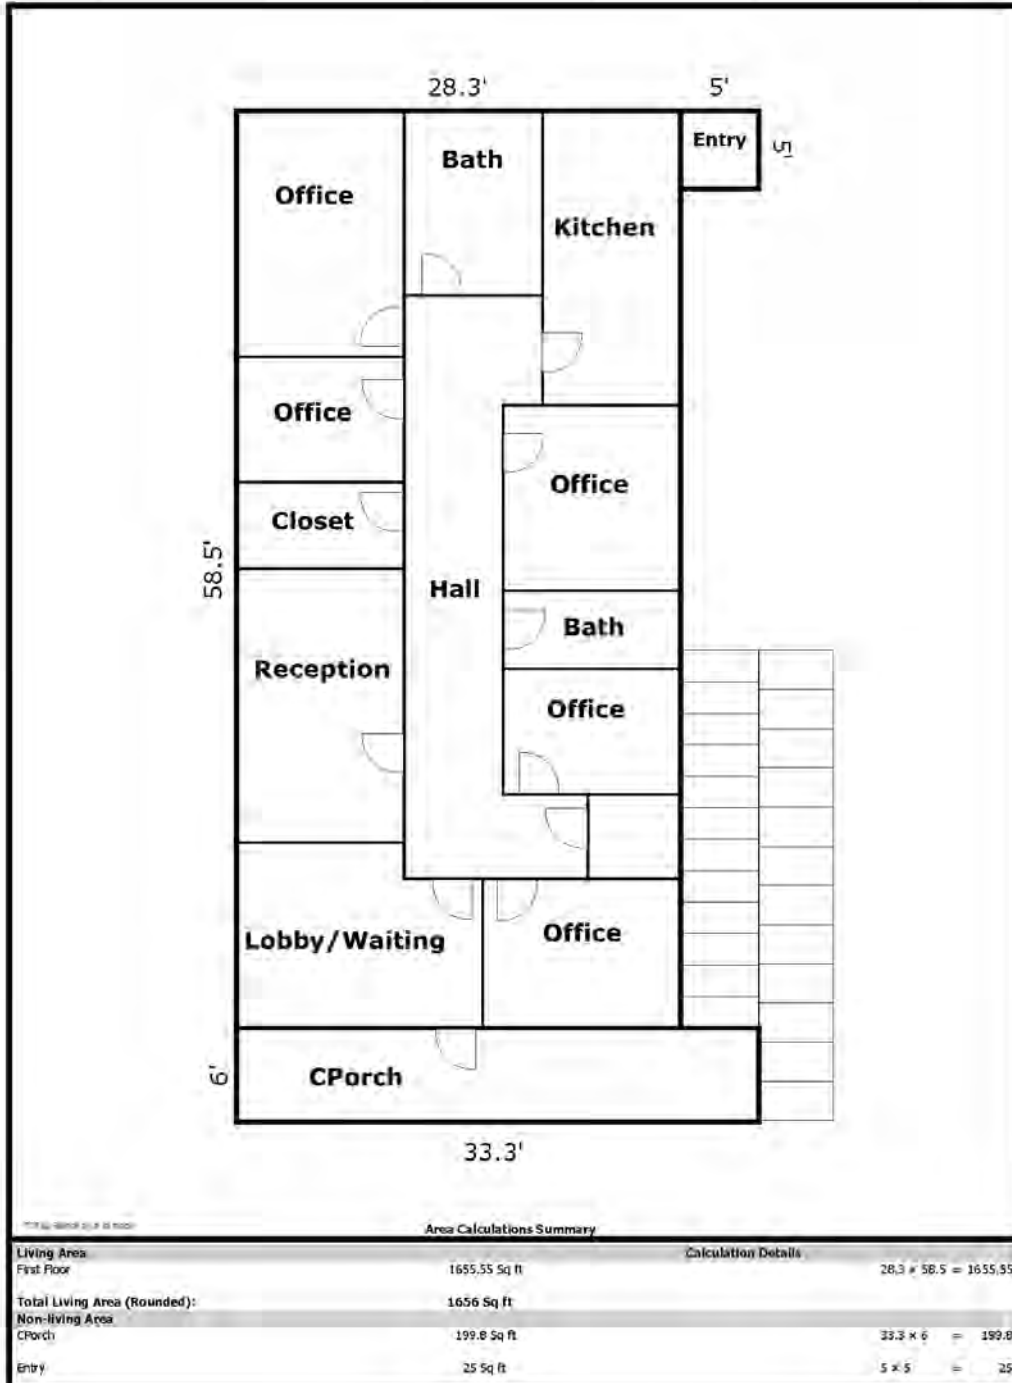 28.3' 5'
Entry 5'
Bath
Office
Kitchen
Office
Office
Closet
58.5'
Hall
Bath
Reception
Office
Office
Lobby/Waiting
6'
CPorch
33.3'
Area Calculations Summary
Living Area Calculation Details
First Floor 1655.55 Sq ft 28.3 × 58.5 = 1655.55
Total Living Area (Rounded): 1656 Sq ft
Non-living Area
CPorch 199.8 Sq ft 33.3 × 6 = 199.8
Entry 25 Sq ft 5 × 5 = 25